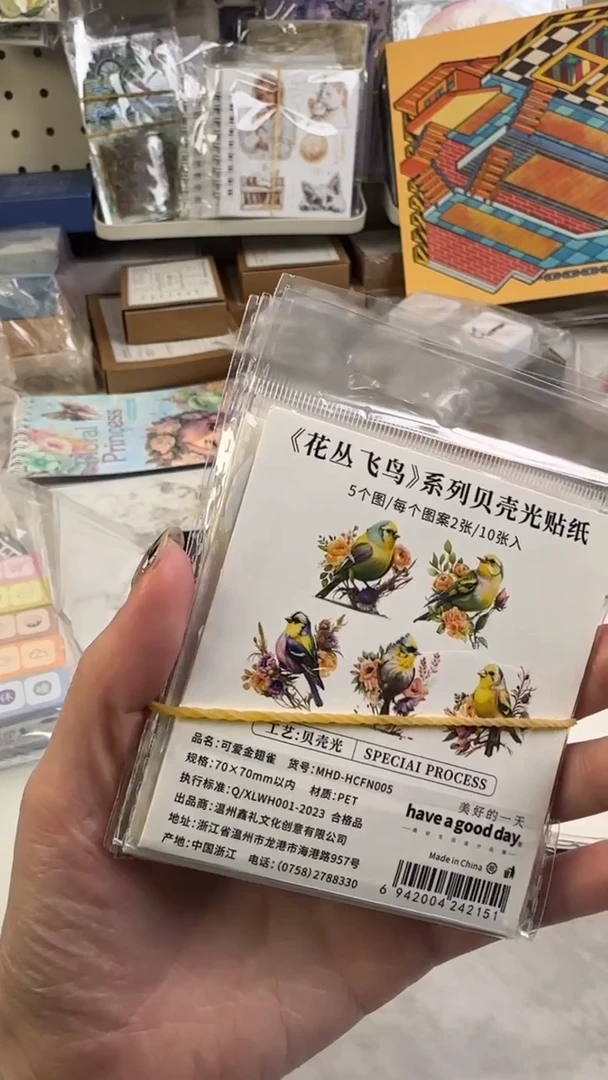 Floral
Princess
《花丛飞鸟》系列贝壳光贴纸
5个图/每个图案2张/10张入
工艺:贝壳光 SPECIAI PROCESS
品名:可爱金翅雀 货号:MHD-HCFN005
规格:70×70mm以内 材质:PET
执行标准:Q/XLWH001-2023 合格品
出品商:温州鑫礼文化创意有限公司
地址:浙江省温州市龙港市海港路957号
产地:中国浙江 电话:(0758)2788330
美好的一天
have a good day
Made in China
6 942004 242151